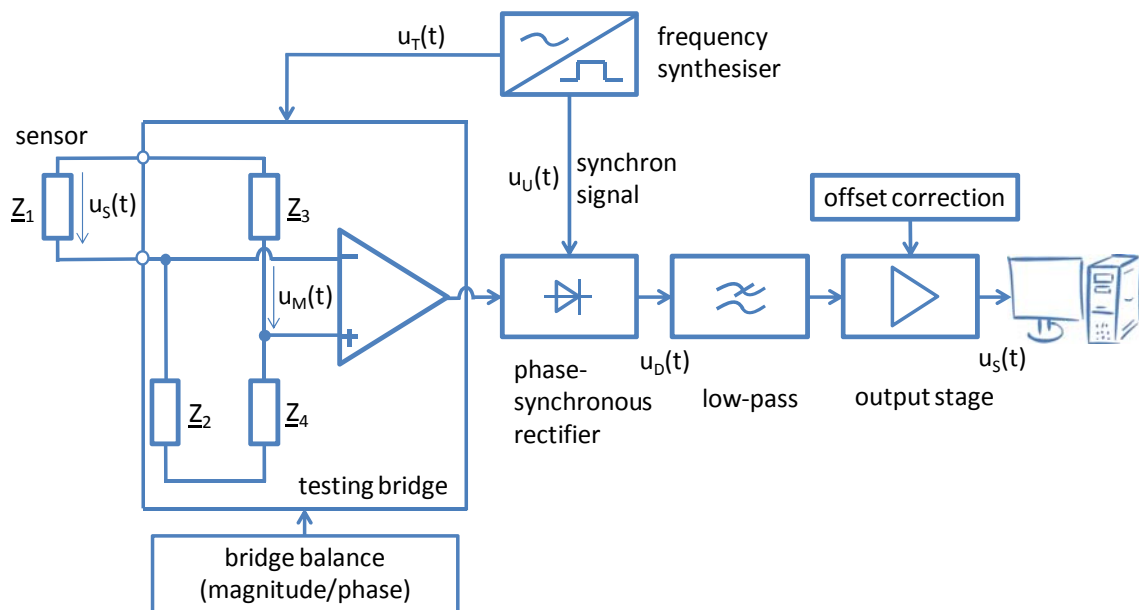 u_T(t)
frequency
synthesiser
sensor
u_U(t)
synchron
signal
Z_1
u_S(t)
Z_3
offset correction
u_M(t)
−
+
u_D(t)
u_S(t)
phase-
synchronous
rectifier
low-pass
output stage
Z_2
Z_4
testing bridge
bridge balance
(magnitude/phase)